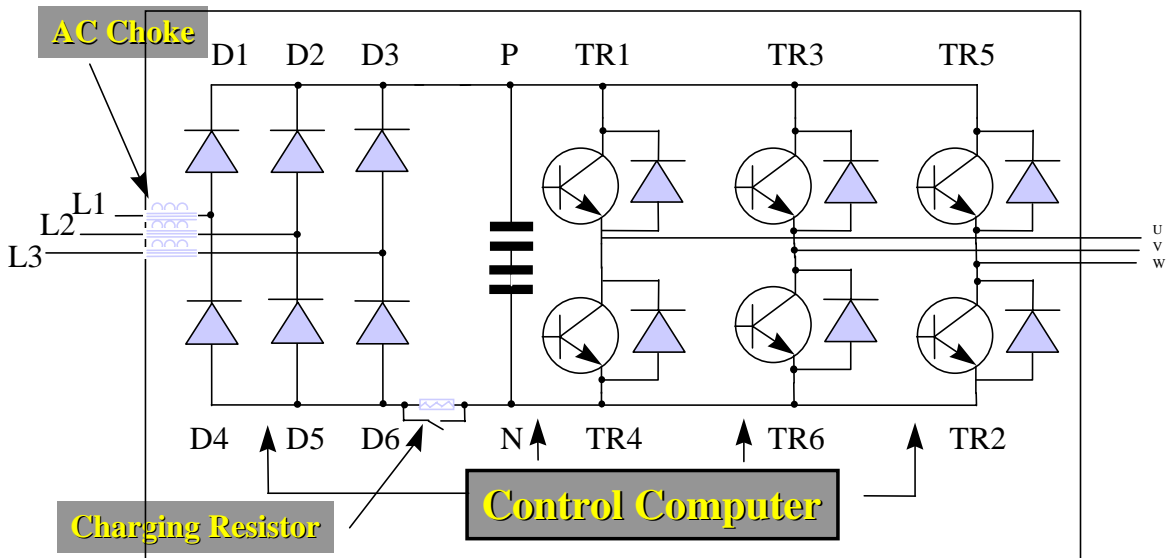 AC Choke
D1 D2 D3 P TR1 TR3 TR5
L1
L2
L3
U
V
W
D4 D5 D6 N TR4 TR6 TR2
Control Computer
Charging Resistor